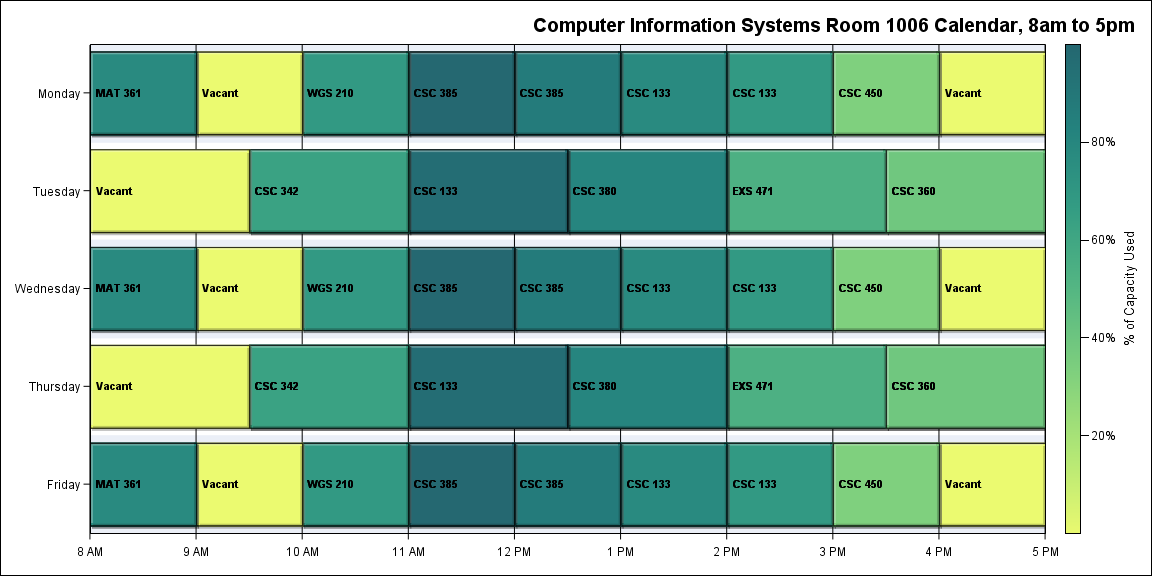 Computer Information Systems Room 1006 Calendar, 8am to 5pm
Monday
MAT 361
Vacant
WGS 210
CSC 385
CSC 385
CSC 133
CSC 133
CSC 450
Vacant
Tuesday
Vacant
CSC 342
CSC 133
CSC 380
EXS 471
CSC 360
Wednesday
MAT 361
Vacant
WGS 210
CSC 385
CSC 385
CSC 133
CSC 133
CSC 450
Vacant
Thursday
Vacant
CSC 342
CSC 133
CSC 380
EXS 471
CSC 360
Friday
MAT 361
Vacant
WGS 210
CSC 385
CSC 385
CSC 133
CSC 133
CSC 450
Vacant
8 AM
9 AM
10 AM
11 AM
12 PM
1 PM
2 PM
3 PM
4 PM
5 PM
80%
60%
40%
20%
% of Capacity Used